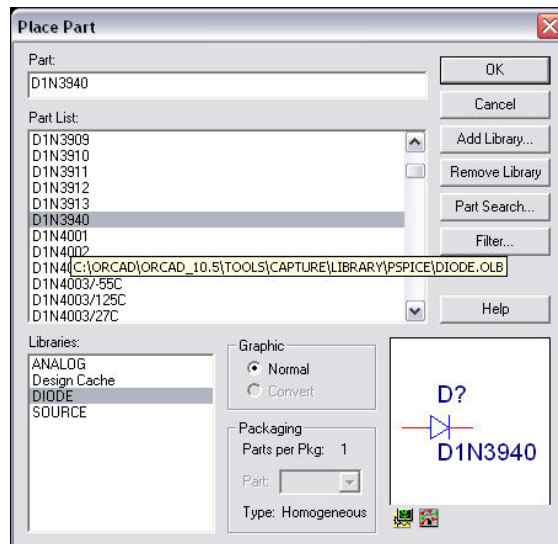 Place Part
Part:
D1N3940
OK
Cancel
Add Library...
Remove Library
Part Search...
Filter...
Help
Part List:
D1N3909
D1N3910
D1N3911
D1N3912
D1N3913
D1N3940
D1N4001
D1N4002
C:\ORCAD\ORCAD_10.5\TOOLS\CAPTURE\LIBRARY\PSPICE\DIODE.OLB
D1N4003/-55C
D1N4003/125C
D1N4003/27C
Libraries:
ANALOG
Design Cache
DIODE
SOURCE
Graphic
Normal
Convert
Packaging
Parts per Pkg: 1
Part:
Type: Homogeneous
D?
D1N3940